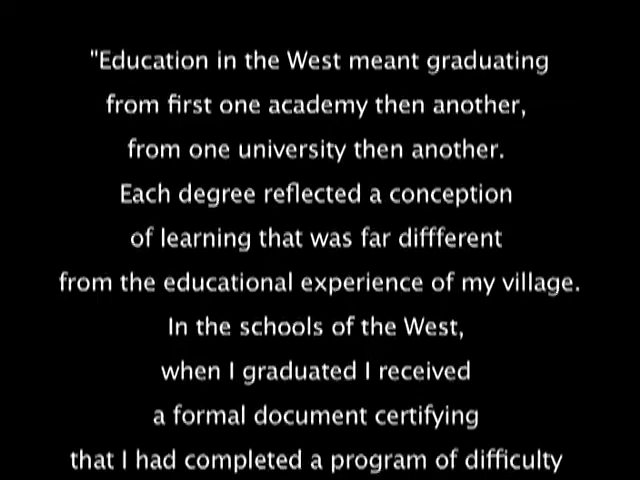 "Education in the West meant graduating
from first one academy then another,
from one university then another.
Each degree reflected a conception
of learning that was far diffferent
from the educational experience of my village.
In the schools of the West,
when I graduated I received
a formal document certifying
that I had completed a program of difficulty